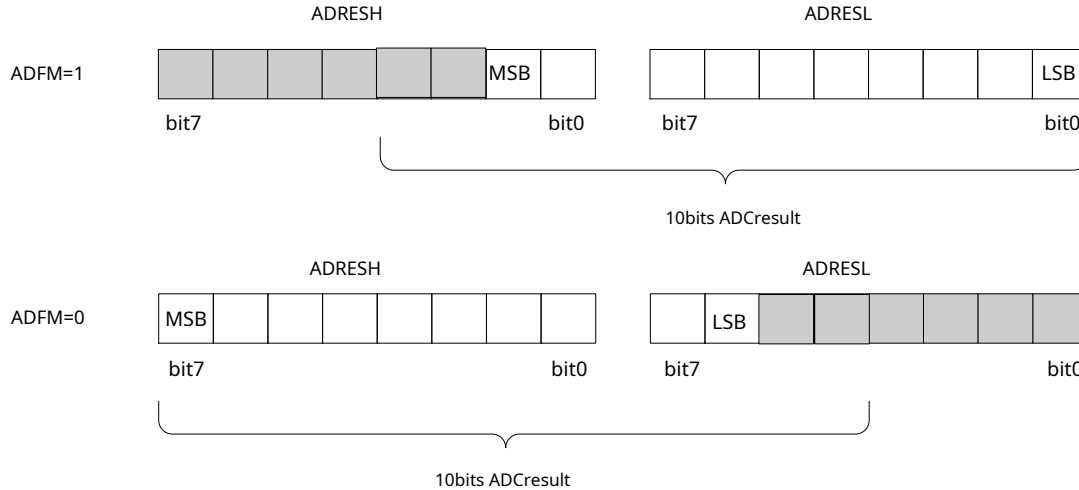 ADRESH ADRESL
ADFM=1 MSB LSB
bit7 bit0 bit7 bit0
10bits ADCresult
ADRESH ADRESL
ADFM=0 MSB LSB
bit7 bit0 bit7 bit0
10bits ADCresult